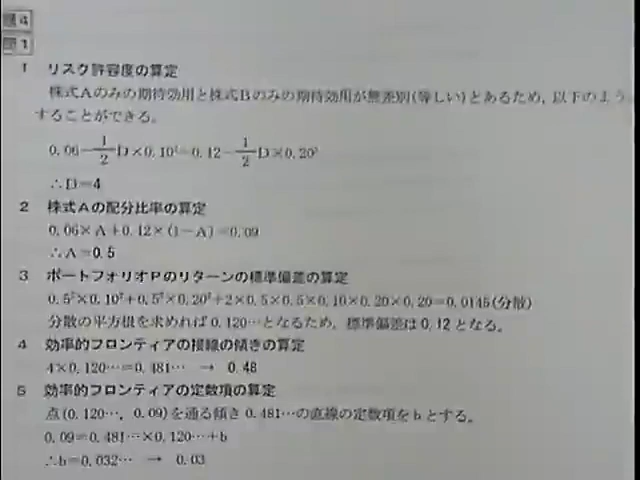 題4
問1
1 リスク許容度の算定
株式Aのみの期待効用と株式Bのみの期待効用が無差別(等しい)とあるため,以下のよう
することができる。
0.06-1/2D×0.10²=0.12-1/2D×0.20²
∴D=4
2 株式Aの配分比率の算定
0.06×A+0.12×(1-A)=0.09
∴A=0.5
3 ポートフォリオPのリターンの標準偏差の算定
0.5²×0.10²+0.5²×0.20²+2×0.5×0.5×0.10×0.20×0.20=0.0145(分散)
分散の平方根を求めれば0.120…となるため,標準偏差は0.12となる。
4 効率的フロンティアの接線の傾きの算定
4×0.120…=0.481… → 0.48
5 効率的フロンティアの定数項の算定
点(0.120…, 0.09)を通る傾き0.481…の直線の定数項をbとする。
0.09=0.481…×0.120…+b
∴b=0.032… → 0.03